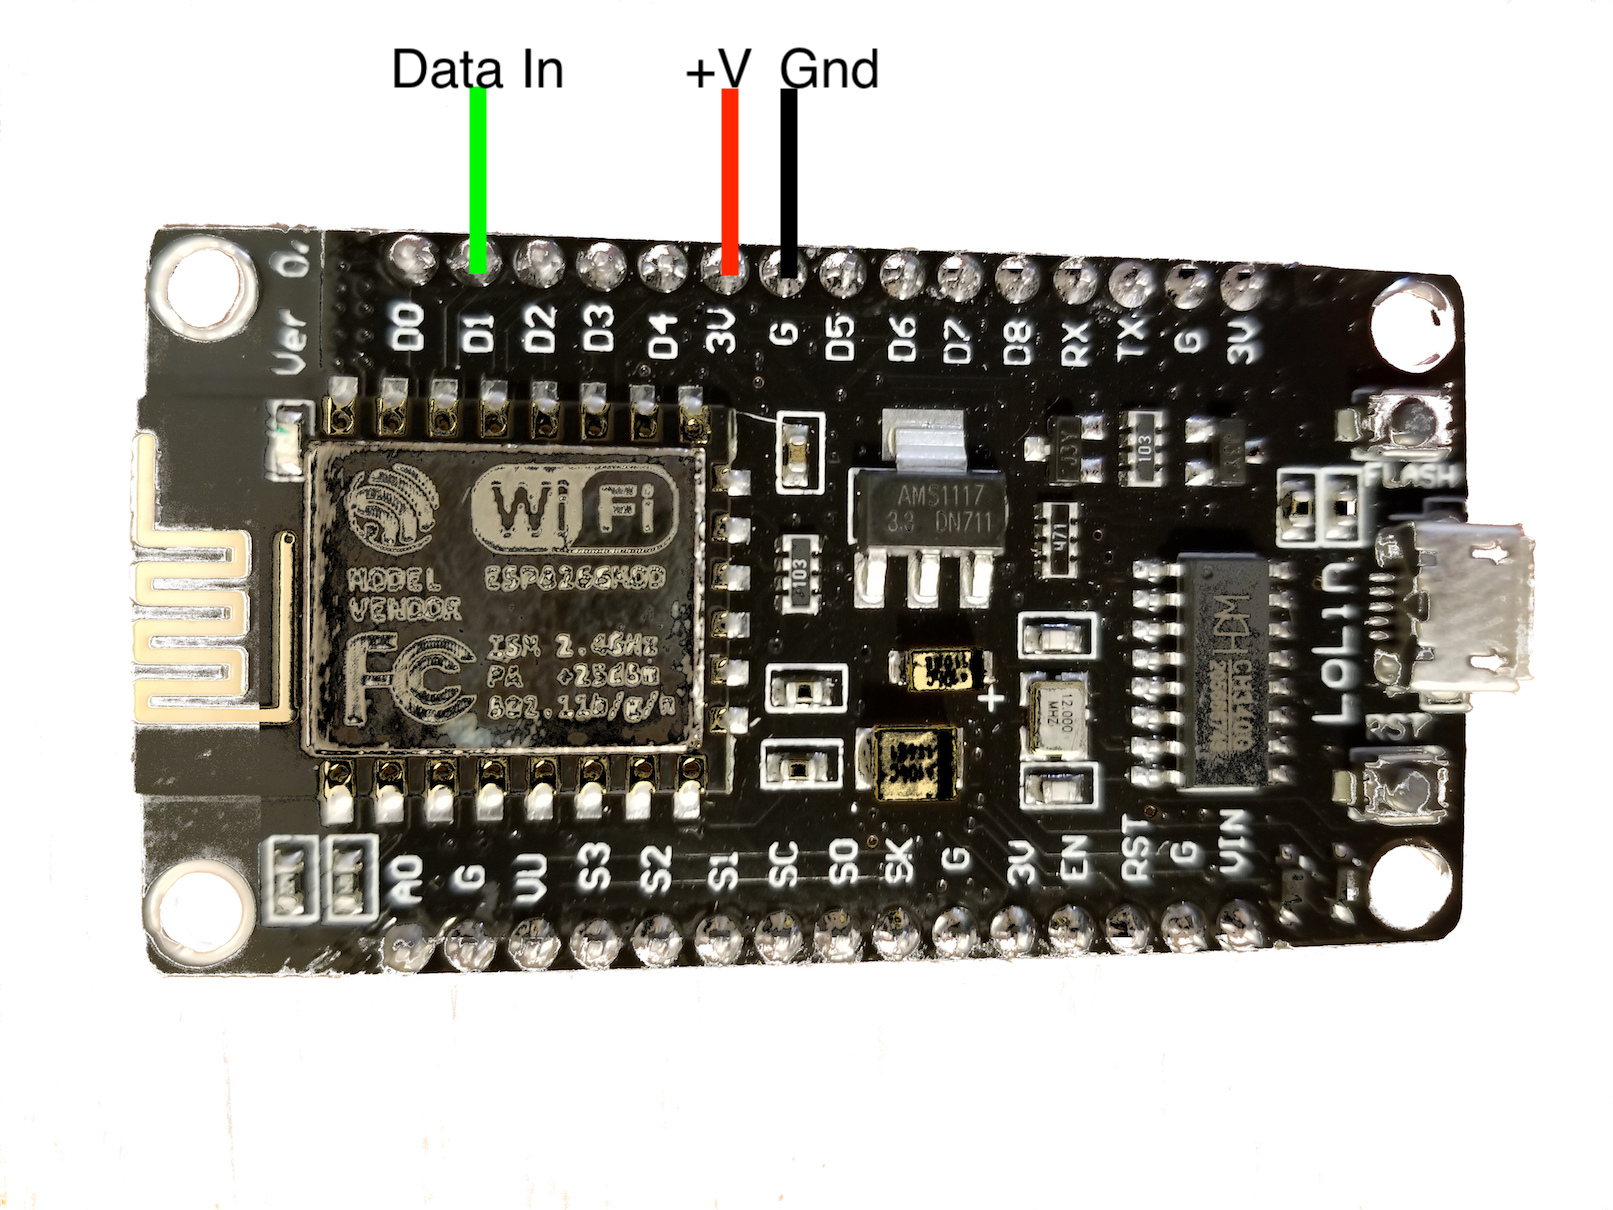 Data In
+V Gnd
Ver 0.
D0
D1
D2
D3
D4
3V
G
D5
D6
D7
D8
RX
TX
G
3V
FLASH
WiFi
MODEL ESP8266MOD
VENDOR
FCC
ISM 2.4GHz
PA +25dBm
802.11b/g/n
AMS1117
3.3 DN711
J3Y
103
471
103
12.000
MHZ
CH340G
LoLin
A0
G
VU
S3
S2
S1
SC
S0
SK
G
3V
EN
RST
G
VIN